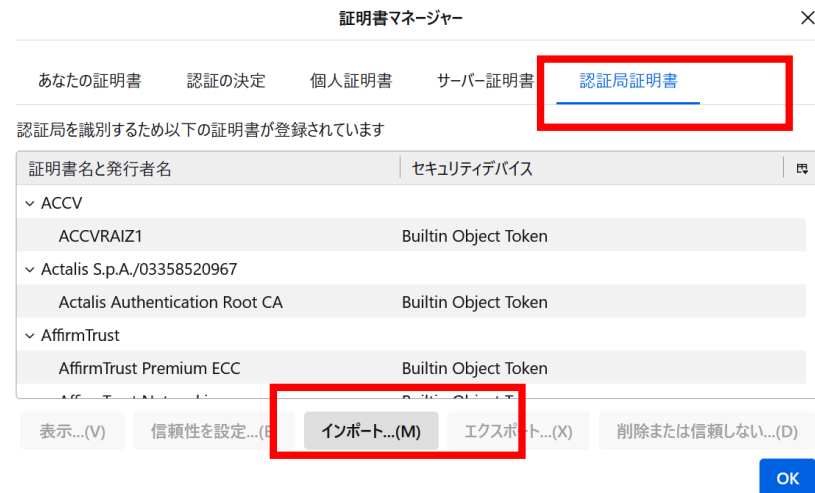 証明書マネージャー
あなたの証明書 認証の決定 個人証明書 サーバー証明書 認証局証明書
認証局を識別するため以下の証明書が登録されています
証明書名と発行者名 セキュリティデバイス
ACCV
ACCVRAIZ1 Builtin Object Token
Actalis S.p.A./03358520967
Actalis Authentication Root CA Builtin Object Token
AffirmTrust
AffirmTrust Premium ECC Builtin Object Token
表示...(V) 信頼性を設定... インポート...(M) エクスポート...(X) 削除または信頼しない...(D)
OK